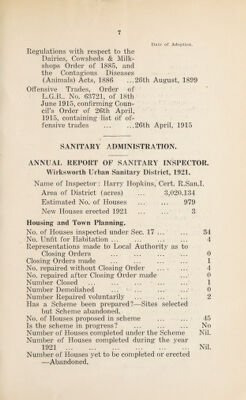 7
Date of Adoption.
Regulations with respect to the
Dairies, Cowsheds & Milk-
shops Order of 1885, and
the Contagious Diseases
(Animals) Acts, 1886 ...26th August, 1899
Offensive Trades, Order of
L.G.B., No. 63721, of 18th
June 1915, confirming Coun-
cil's Order of 26th April,
1915, containing list of of-
fensive trades ... ...26th April, 1915
SANITARY ADMINISTRATION.
ANNUAL REPORT OF SANITARY INSPECTOR.
Wirksworth Urban Sanitary District, 1921.
Name of Inspector: Harry Hopkins, Cert. R.San.I.
Area of District (acres) ... 3,020.134
Estimated No. of Houses ... ... 979
New Houses erected 1921 ... ... 3
Housing and Town Planning.
No. of Houses inspected under Sec. 17 ... ... 34
No. Unfit for Habitation ... ... ... ... 4
Representations made to Local Authority as to
Closing Orders ... ... ... ... 0
Closing Orders made ... ... ... ... 1
No. repaired without Closing Order ... ... 4
No. repaired after Closing Order made ... 0
Number Closed ... ... ... ... ... 1
Number Demolished ... ... ... ... 0
Number Repaired voluntarily ... ... ... 2
Has a Scheme been prepared?—Sites selected
but Scheme abandoned.
No. of Houses proposed in scheme ... ... 45
Is the scheme in progress? ... ... ... No
Number of Houses completed under the Scheme Nil.
Number of Houses completed during the year
1921 ... ... ... ... ... ... Nil.
Number of Houses yet to be completed or erected
—Abandoned.